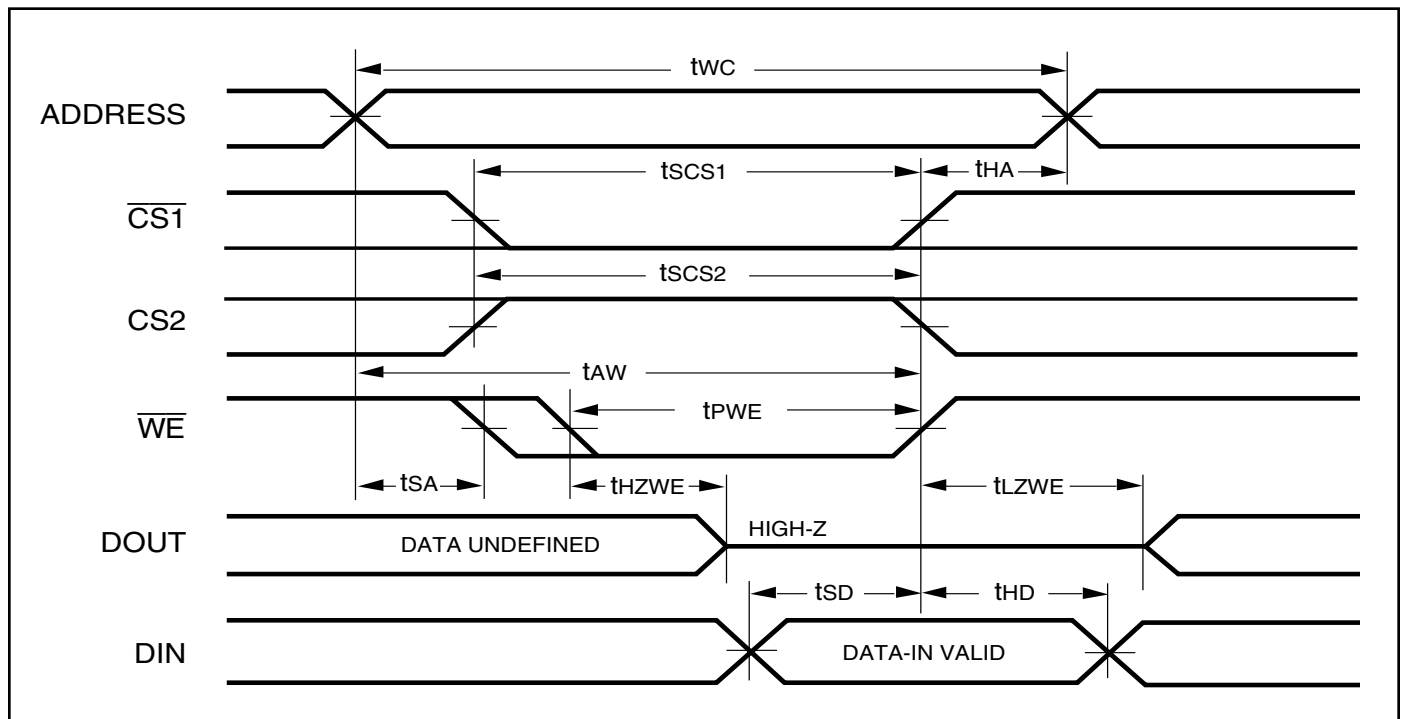 tWC
ADDRESS
tSCS1
tHA
CS1
tSCS2
CS2
tAW
WE
tPWE
tSA
tHZWE
tLZWE
DOUT
DATA UNDEFINED
HIGH-Z
tSD
tHD
DIN
DATA-IN VALID